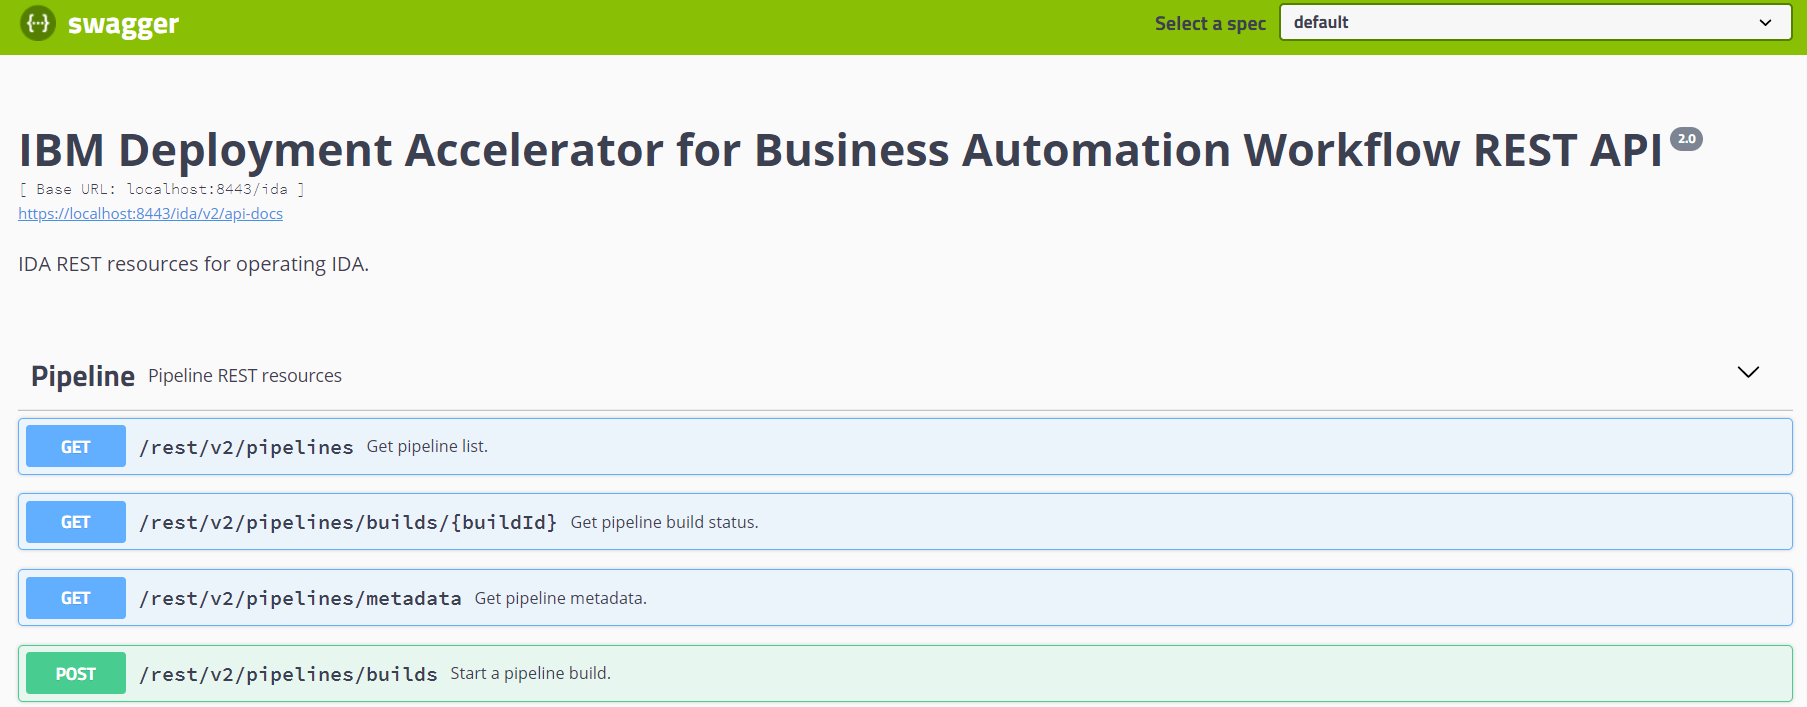 {···} swagger
Select a spec default
IBM Deployment Accelerator for Business Automation Workflow REST API 2.0
[ Base URL: localhost:8443/ida ]
https://localhost:8443/ida/v2/api-docs
IDA REST resources for operating IDA.
Pipeline Pipeline REST resources
GET /rest/v2/pipelines Get pipeline list.
GET /rest/v2/pipelines/builds/{buildId} Get pipeline build status.
GET /rest/v2/pipelines/metadata Get pipeline metadata.
POST /rest/v2/pipelines/builds Start a pipeline build.